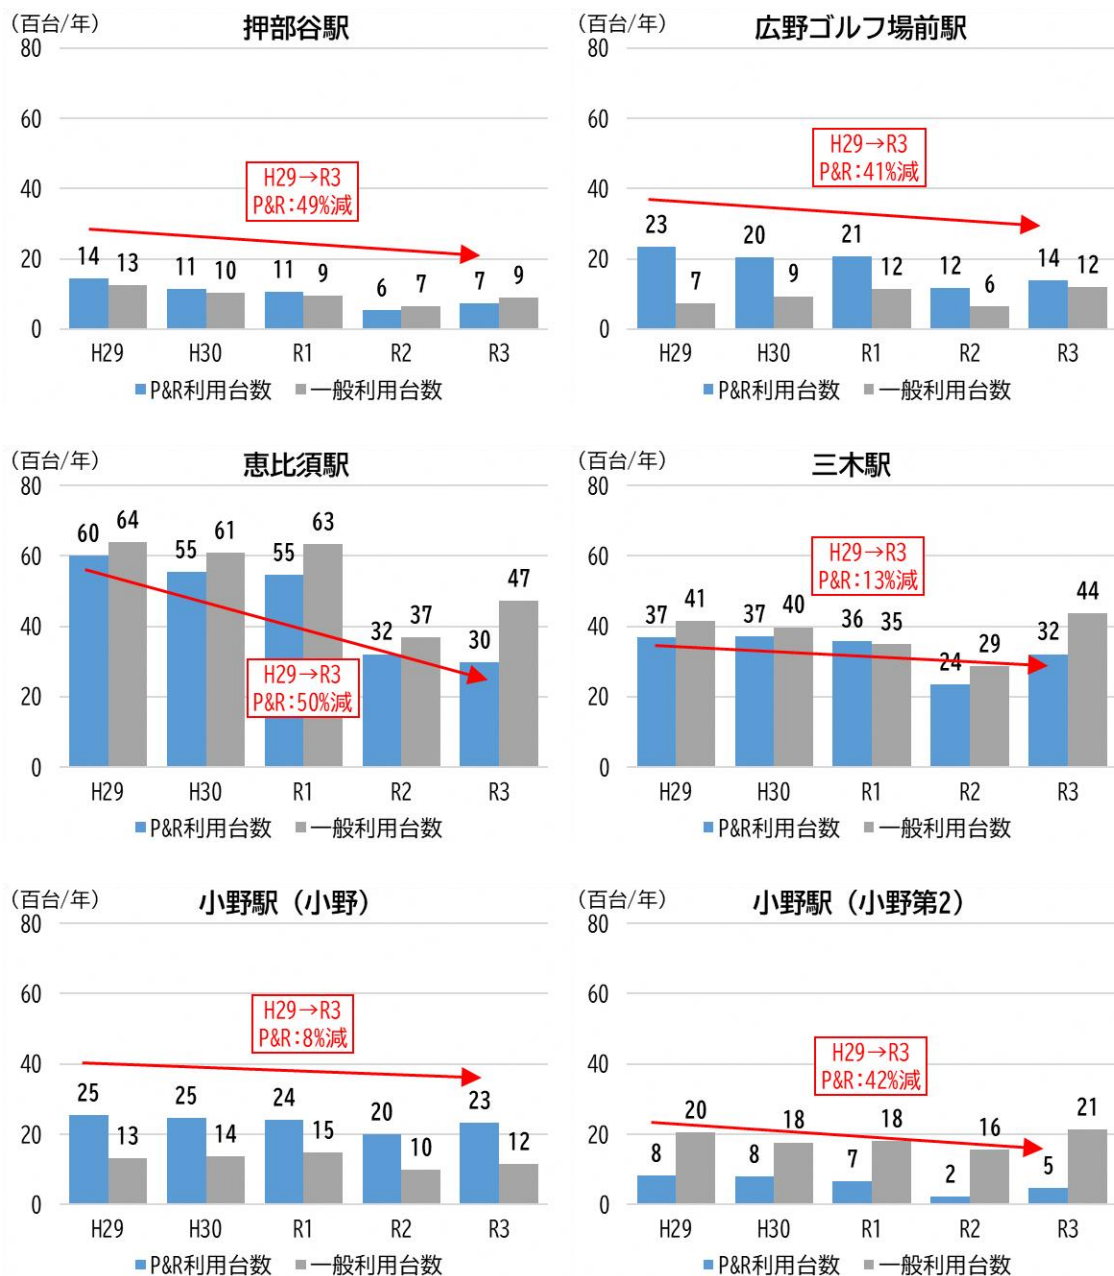 (百台/年)
押部谷駅
80
60
40
20
0
H29→R3
P&R:49%減
14 13 11 10 11 9 6 7 7 9
H29 H30 R1 R2 R3
P&R利用台数 一般利用台数
(百台/年)
広野ゴルフ場前駅
80
60
40
20
0
H29→R3
P&R:41%減
23 7 20 9 21 12 12 6 14 12
H29 H30 R1 R2 R3
P&R利用台数 一般利用台数
(百台/年)
恵比須駅
80
60
40
20
0
60 64 55 61 55 63 32 37 30 47
H29→R3
P&R:50%減
H29 H30 R1 R2 R3
P&R利用台数 一般利用台数
(百台/年)
三木駅
80
60
40
20
0
H29→R3
P&R:13%減
37 41 37 40 36 35 24 29 32 44
H29 H30 R1 R2 R3
P&R利用台数 一般利用台数
(百台/年)
小野駅（小野）
80
60
40
20
0
H29→R3
P&R:8%減
25 13 25 14 24 15 20 10 23 12
H29 H30 R1 R2 R3
P&R利用台数 一般利用台数
(百台/年)
小野駅（小野第2）
80
60
40
20
0
H29→R3
P&R:42%減
8 20 8 18 7 18 2 16 5 21
H29 H30 R1 R2 R3
P&R利用台数 一般利用台数